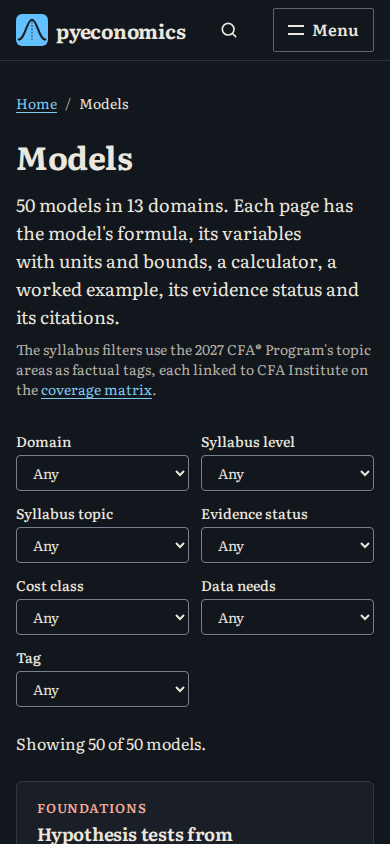 pyeconomics
Menu
Home / Models
Models
50 models in 13 domains. Each page has
the model's formula, its variables
with units and bounds, a calculator, a
worked example, its evidence status and
its citations.
The syllabus filters use the 2027 CFA® Program's topic
areas as factual tags, each linked to CFA Institute on
the coverage matrix.
Domain
Syllabus level
Any
Any
Syllabus topic
Evidence status
Any
Any
Cost class
Data needs
Any
Any
Tag
Any
Showing 50 of 50 models.
FOUNDATIONS
Hypothesis tests from